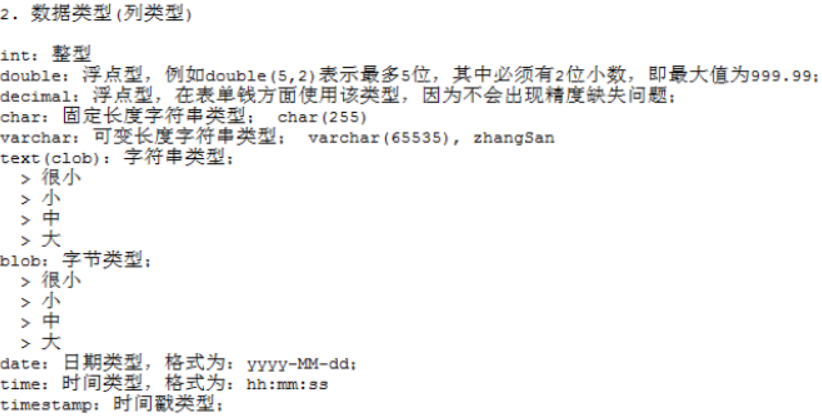 2. 数据类型(列类型)
int: 整型
double: 浮点型，例如double(5,2)表示最多5位，其中必须有2位小数，即最大值为999.99;
decimal: 浮点型，在表单钱方面使用该类型，因为不会出现精度缺失问题;
char: 固定长度字符串类型; char(255)
varchar: 可变长度字符串类型; varchar(65535), zhangSan
text(clob): 字符串类型;
> 很小
> 小
> 中
> 大
blob: 字节类型;
> 很小
> 小
> 中
> 大
date: 日期类型，格式为: yyyy-MM-dd;
time: 时间类型，格式为: hh:mm:ss
timestamp: 时间戳类型;